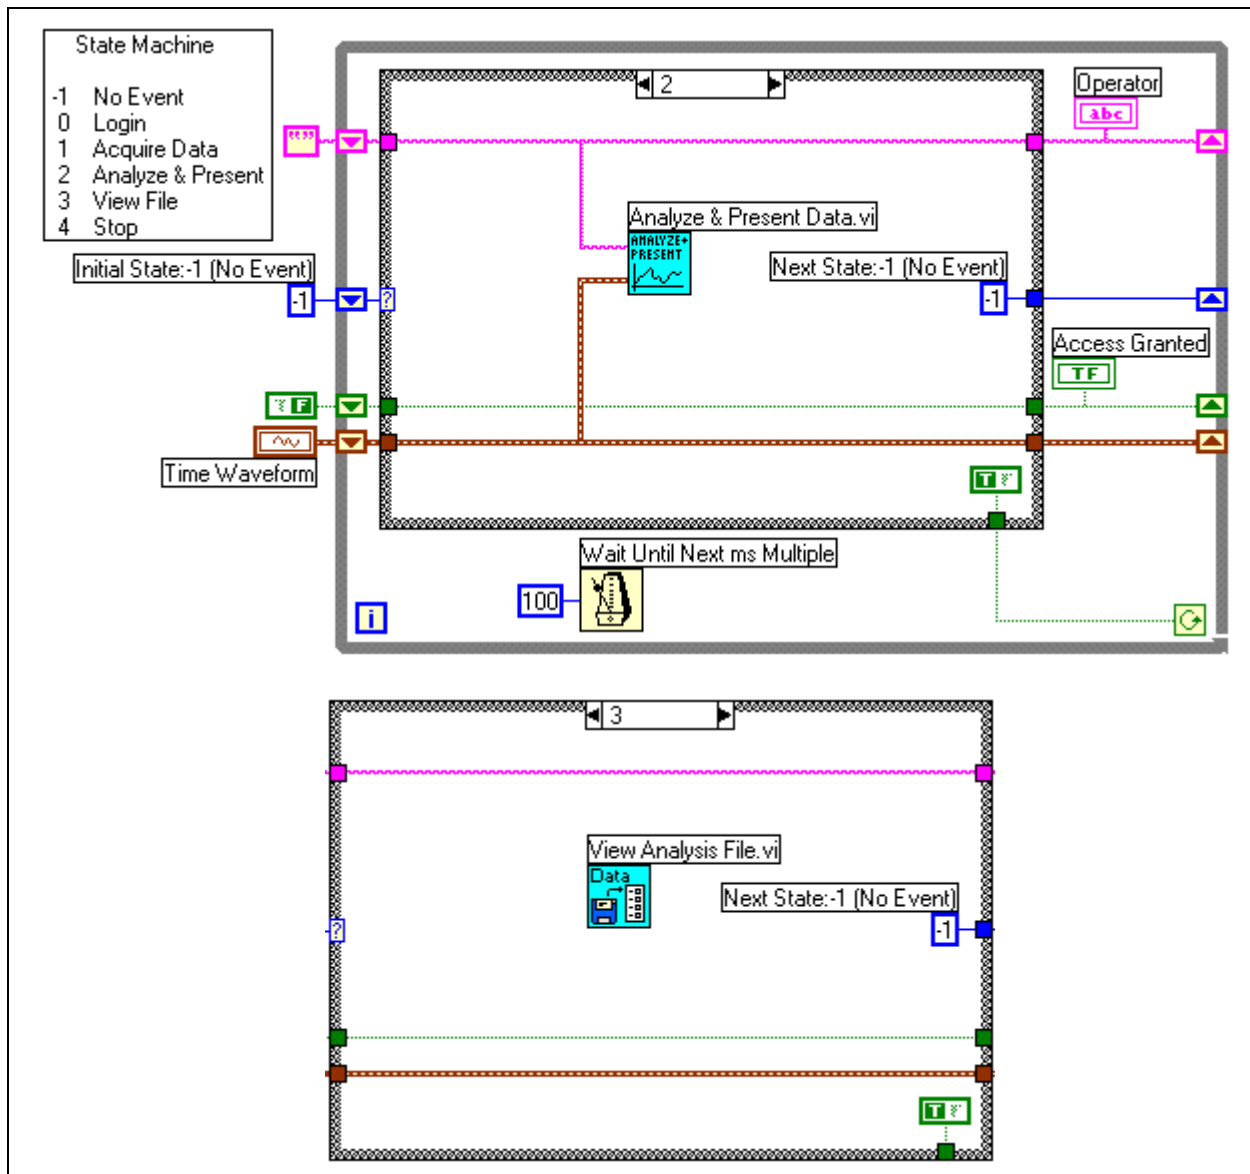 State Machine
-1 No Event
0 Login
1 Acquire Data
2 Analyze & Present
3 View File
4 Stop
2
Operator
abc
""
Analyze & Present Data.vi
ANALYZE+
PRESENT
Initial State:-1 (No Event)
-1
?
Next State:-1 (No Event)
-1
Access Granted
TF
F
Time Waveform
T
Wait Until Next ms Multiple
100
i
3
View Analysis File.vi
Data
Next State:-1 (No Event)
-1
?
T